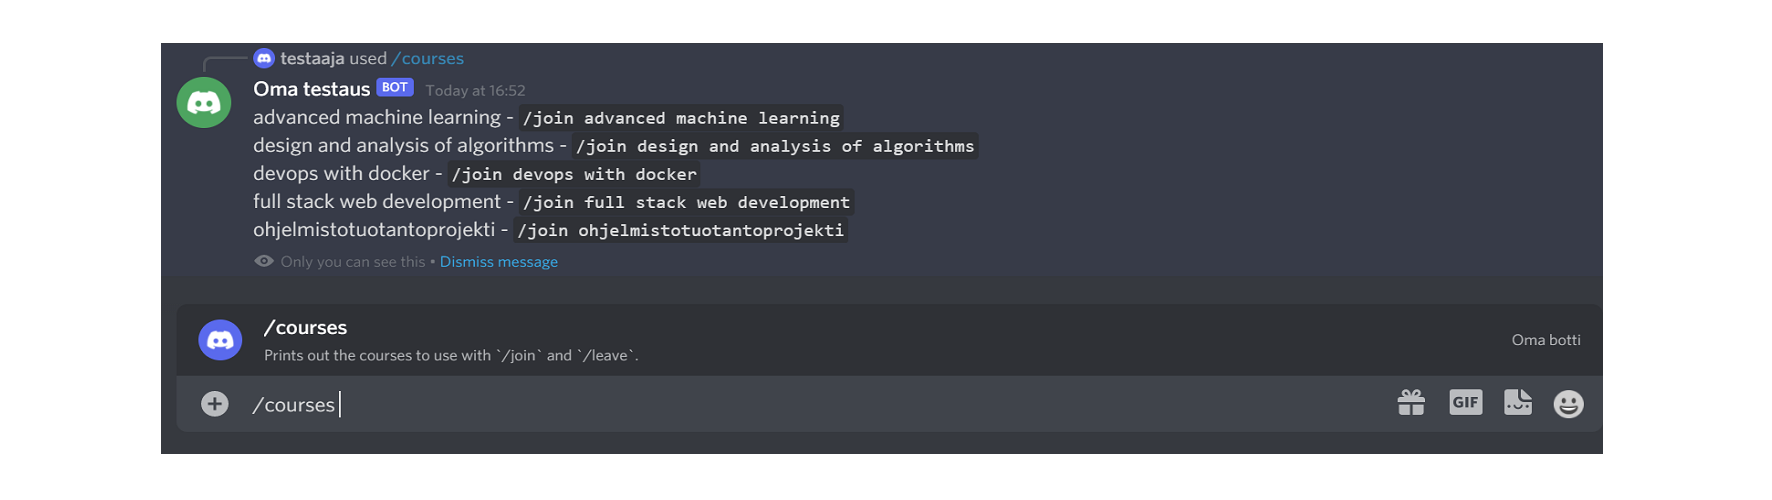 testaaja used /courses
Oma testaus BOT Today at 16:52
advanced machine learning - /join advanced machine learning
design and analysis of algorithms - /join design and analysis of algorithms
devops with docker - /join devops with docker
full stack web development - /join full stack web development
ohjelmistotuotantoprojekti - /join ohjelmistotuotantoprojekti
Only you can see this • Dismiss message
/courses
Prints out the courses to use with `/join` and `/leave`.
Oma botti
/courses
GIF